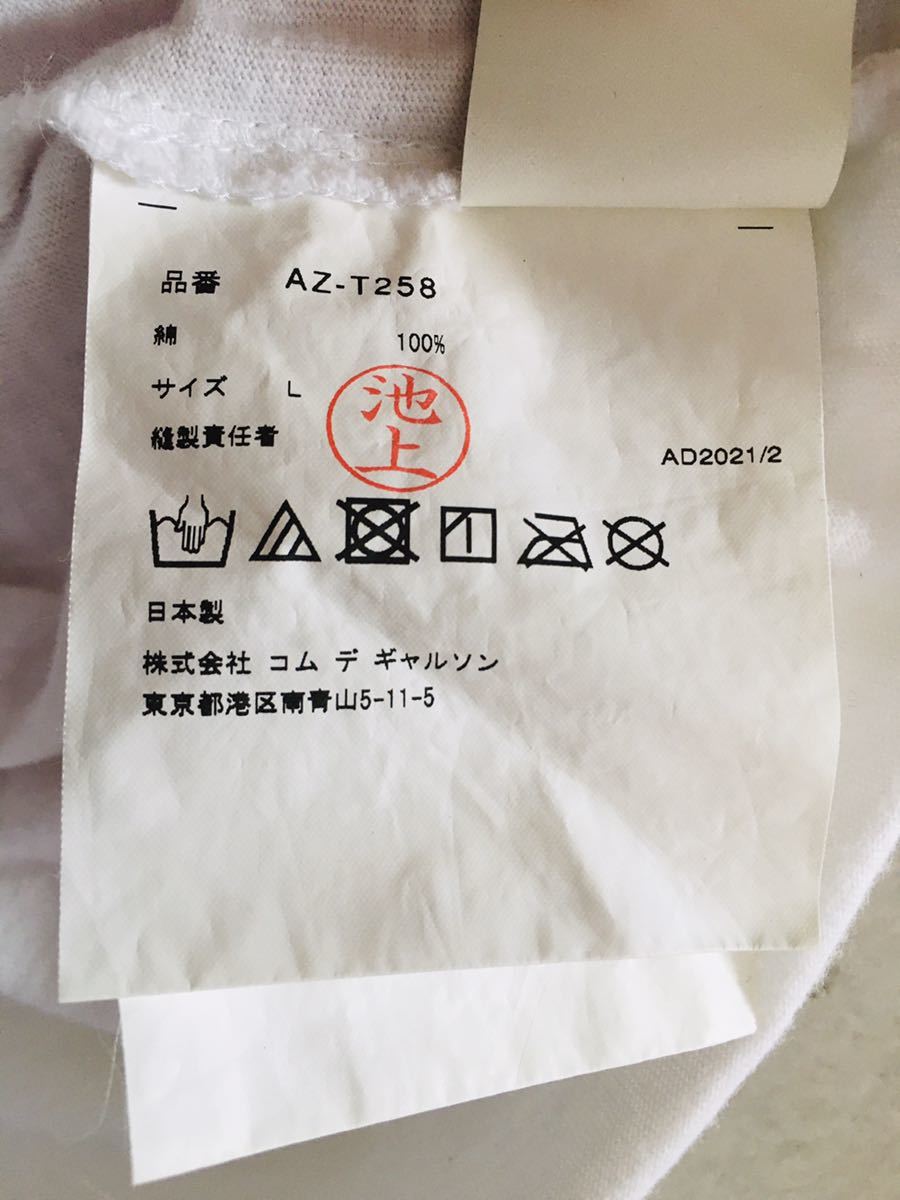 品番 AZ-T258
綿 100%
サイズ L
縫製責任者 池上
AD2021/2
日本製
株式会社 コム デ ギャルソン
東京都港区南青山5-11-5